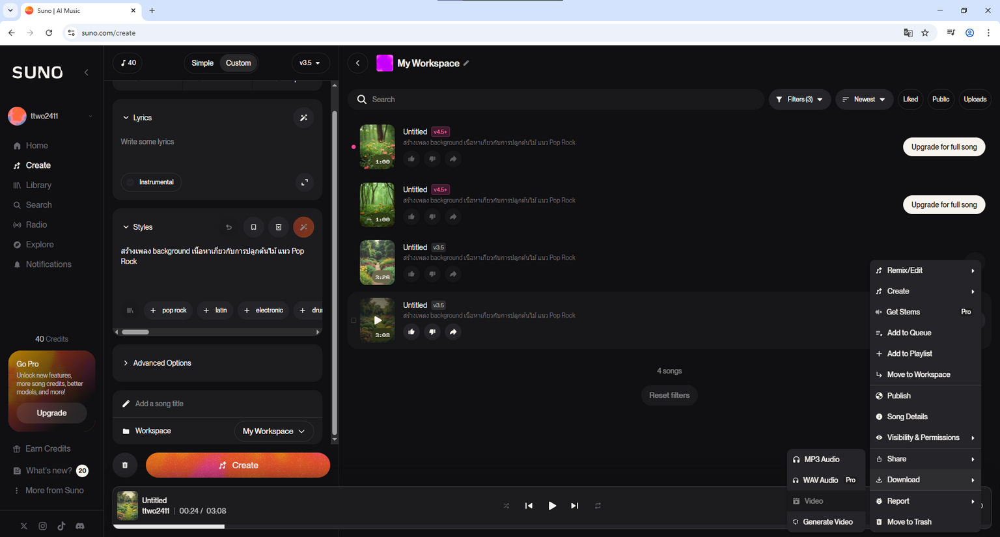 Suno | AI Music
suno.com/create
SUNO
ttwo2411
Home
Create
Library
Search
Radio
Explore
Notifications
40 Credits
Go Pro
Unlock new features,
more song credits, better
models, and more!
Upgrade
Earn Credits
What's new? 20
More from Suno
40
Simple Custom
v3.5
Lyrics
Write some lyrics
Instrumental
Styles
สร้างเพลง background เนื้อหาเกี่ยวกับการปลูกต้นไม้ แนว Pop
Rock
+ pop rock + latin + electronic + dru
Advanced Options
Add a song title
Workspace My Workspace
Create
My Workspace
Search
Filters (3) Newest Liked Public Uploads
Untitled v4.5+
สร้างเพลง background เนื้อหาเกี่ยวกับการปลูกต้นไม้ แนว Pop Rock
1:00
Upgrade for full song
Untitled v4.5+
สร้างเพลง background เนื้อหาเกี่ยวกับการปลูกต้นไม้ แนว Pop Rock
1:00
Upgrade for full song
Untitled v3.5
สร้างเพลง background เนื้อหาเกี่ยวกับการปลูกต้นไม้ แนว Pop Rock
3:26
Untitled v3.5
สร้างเพลง background เนื้อหาเกี่ยวกับการปลูกต้นไม้ แนว Pop Rock
3:08
4 songs
Reset filters
Remix/Edit
Create
Get Stems Pro
Add to Queue
Add to Playlist
Move to Workspace
Publish
Song Details
Visibility & Permissions
Share
Download
Report
Move to Trash
MP3 Audio
WAV Audio Pro
Video
Generate Video
Untitled
ttwo2411 | 00:24 / 03:08